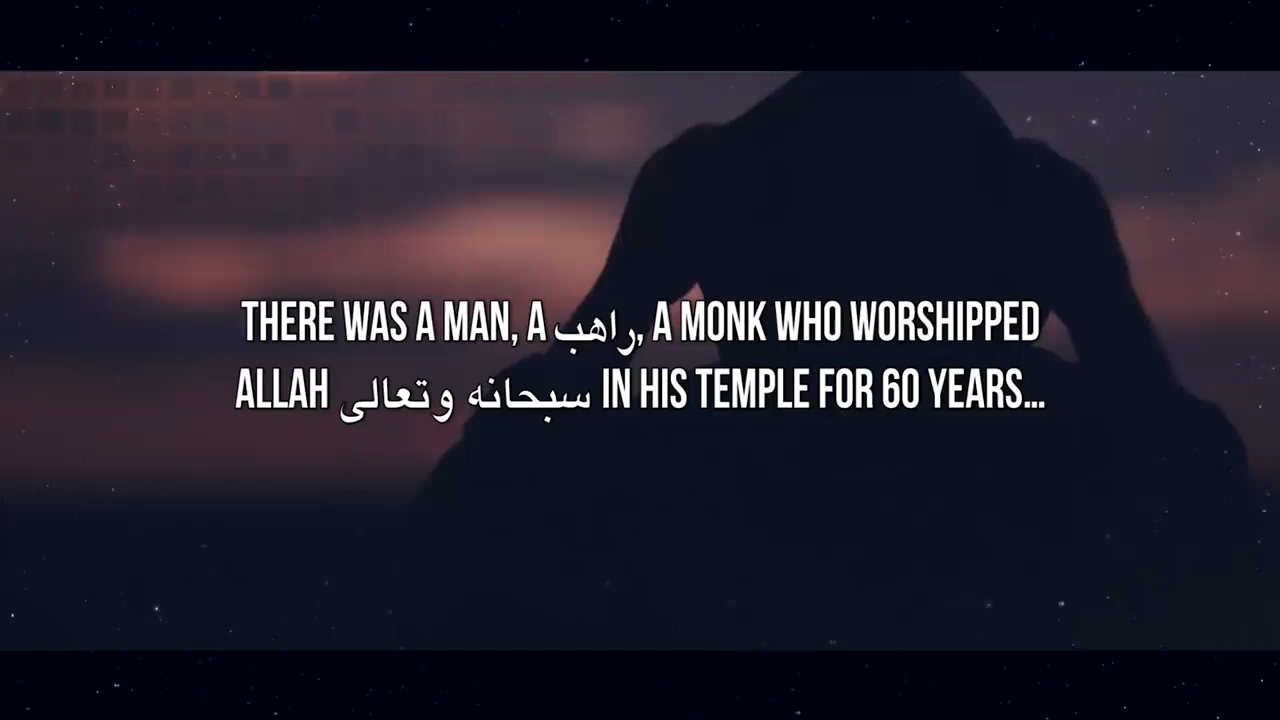 THERE WAS A MAN, A راهب, A MONK WHO WORSHIPPED
ALLAH سبحانه وتعالى IN HIS TEMPLE FOR 60 YEARS...